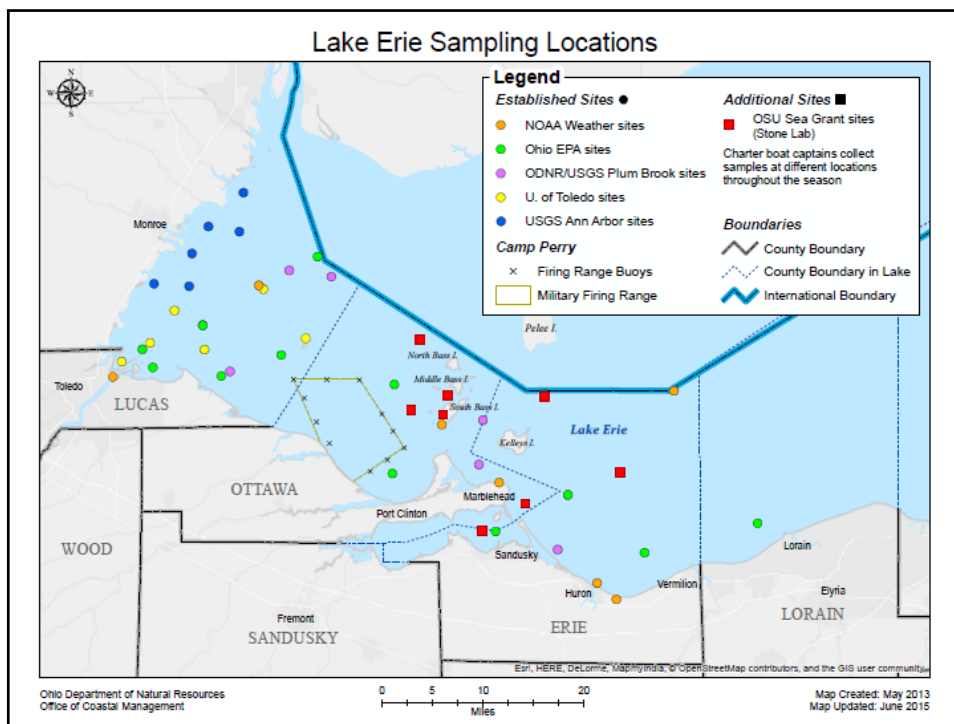 Lake Erie Sampling Locations
N
W
E
S
Legend
Established Sites
NOAA Weather sites
Ohio EPA sites
ODNR/USGS Plum Brook sites
U. of Toledo sites
USGS Ann Arbor sites
Camp Perry
Firing Range Buoys
Military Firing Range
Additional Sites
OSU Sea Grant sites
(Stone Lab)
Charter boat captains collect
samples at different locations
throughout the season
Boundaries
County Boundary
County Boundary in Lake
International Boundary
Monroe
Pelee I.
North Bass I.
Middle Bass I.
South Bass I.
Toledo
LUCAS
Kelleys I.
Lake Erie
OTTAWA
Marblehead
Port Clinton
WOOD
Sandusky
Lorain
Huron
Vermilion
Elyria
Fremont
SANDUSKY
ERIE
LORAIN
Esri, HERE, DeLorme, MapmyIndia, © OpenStreetMap contributors, and the GIS user community
Ohio Department of Natural Resources
Office of Coastal Management
0 5 10 20
Miles
Map Created: May 2013
Map Updated: June 2015